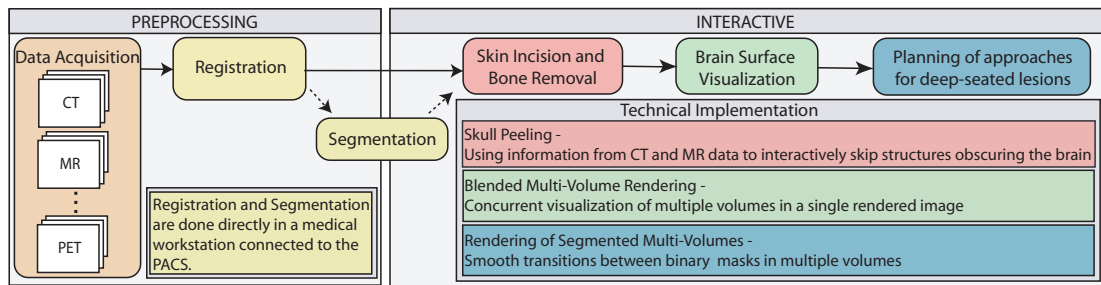 PREPROCESSING
Data Acquisition
CT
MR
PET
Registration
Segmentation
Registration and Segmentation
are done directly in a medical
workstation connected to the
PACS.
INTERACTIVE
Skin Incision and
Bone Removal
Brain Surface
Visualization
Planning of approaches
for deep-seated lesions
Technical Implementation
Skull Peeling -
Using information from CT and MR data to interactively skip structures obscuring the brain
Blended Multi-Volume Rendering -
Concurrent visualization of multiple volumes in a single rendered image
Rendering of Segmented Multi-Volumes -
Smooth transitions between binary masks in multiple volumes